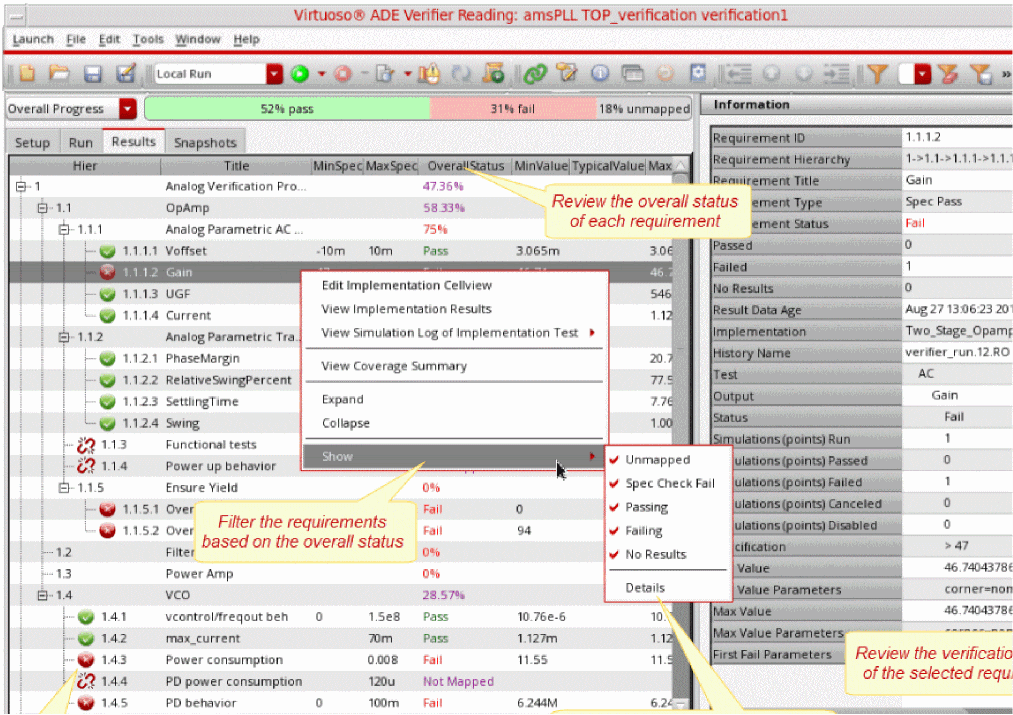 Virtuoso® ADE Verifier Reading: amsPLL TOP_verification verification1
Launch File Edit Tools Window Help
Local Run
»
Overall Progress 52% pass 31% fail 18% unmapped
Setup Run Results Snapshots
Hier Title MinSpec MaxSpec OverallStatus MinValue TypicalValue Max
1 Analog Verification Pro... 47.36%
1.1 OpAmp 58.33%
1.1.1 Analog Parametric AC ... 75%
1.1.1.1 Voffset -10m 10m Pass 3.065m 3.06
1.1.1.2 Gain 46.7
1.1.1.3 UGF 546
1.1.1.4 Current 1.12
1.1.2 Analog Parametric Tra...
1.1.2.1 PhaseMargin 20.7
1.1.2.2 RelativeSwingPercent 77.5
1.1.2.3 SettlingTime 7.76
1.1.2.4 Swing 1.00
1.1.3 Functional tests
1.1.4 Power up behavior
1.1.5 Ensure Yield 0%
1.1.5.1 Over Fail 0
1.1.5.2 Over Fail 94
1.2 Filter 0%
1.3 Power Amp 0%
1.4 VCO 28.57%
1.4.1 vcontrol/freqout beh 0 1.5e8 Pass 10.76e-6 10.
1.4.2 max_current 70m Pass 1.127m 1.12
1.4.3 Power consumption 0.008 Fail 11.55 11.5
1.4.4 PD power consumption 120u Not Mapped
1.4.5 PD behavior 0 100m Fail 6.244M 6.24
Review the overall status
of each requirement
Edit Implementation Cellview
View Implementation Results
View Simulation Log of Implementation Test
View Coverage Summary
Expand
Collapse
Show
Unmapped
Spec Check Fail
Passing
Failing
No Results
Details
Filter the requirements
based on the overall status
Information
Requirement ID 1.1.1.2
Requirement Hierarchy 1->1.1->1.1.1->1.1.1
Requirement Title Gain
ement Type Spec Pass
ement Status Fail
Passed 0
Failed 1
No Results 0
Result Data Age Aug 27 13:06:23 201
Implementation Two_Stage_Opamp
History Name verifier_run.12.RO
Test AC
Output Gain
Status Fail
Simulations (points) Run 1
ulations (points) Passed 0
ulations (points) Failed 1
ulations (points) Canceled 0
ulations (points) Disabled 0
cification > 47
Value 46.74043786
Value Parameters corner=nom
Max Value 46.74043786
Max Value Parameters
First Fail Parameters
Review the verificatio
of the selected requi